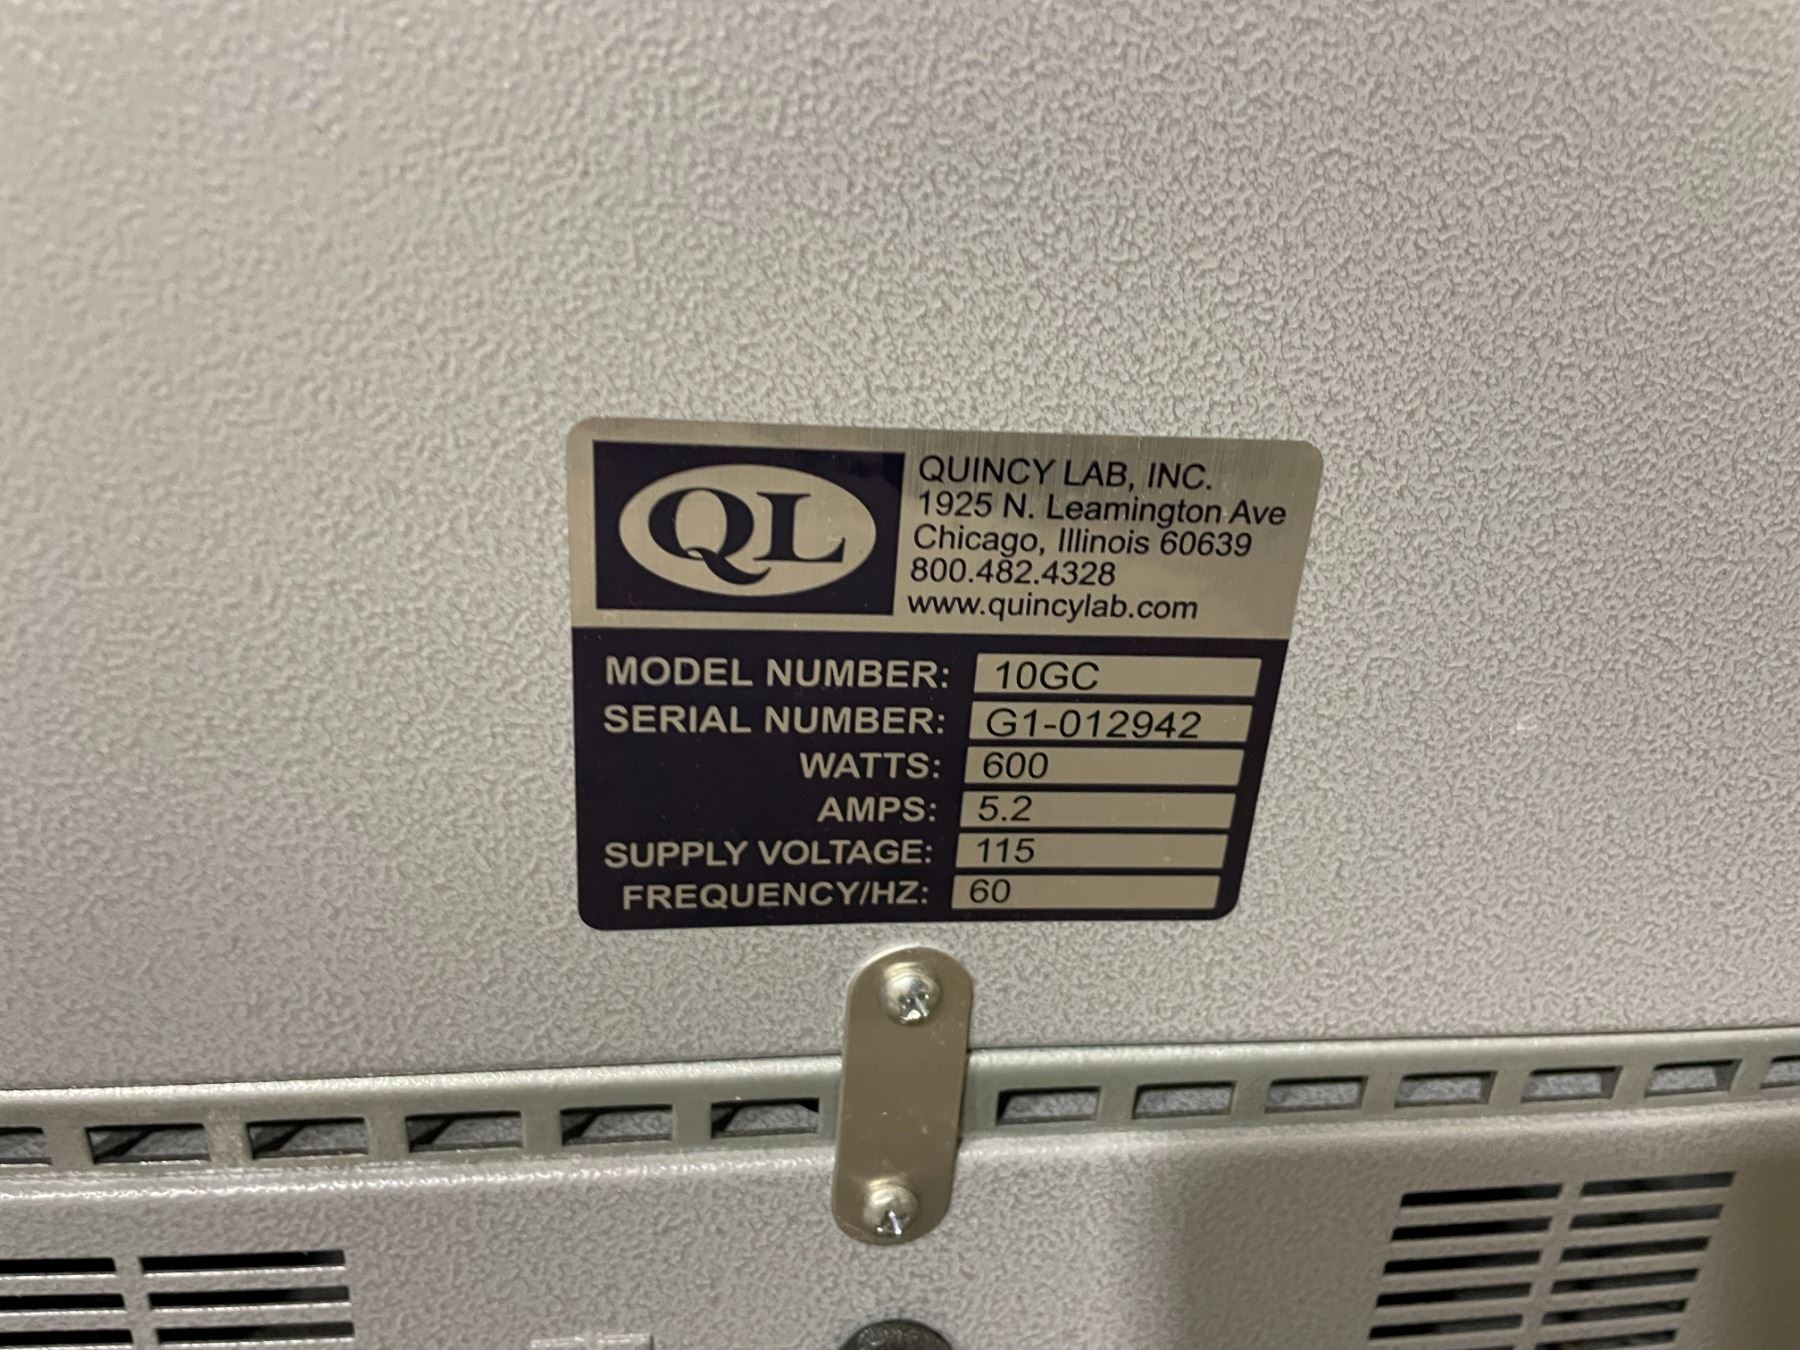 QL
QUINCY LAB, INC.
1925 N. Leamington Ave
Chicago, Illinois 60639
800.482.4328
www.quincylab.com
MODEL NUMBER: 10GC
SERIAL NUMBER: G1-012942
WATTS: 600
AMPS: 5.2
SUPPLY VOLTAGE: 115
FREQUENCY/HZ: 60